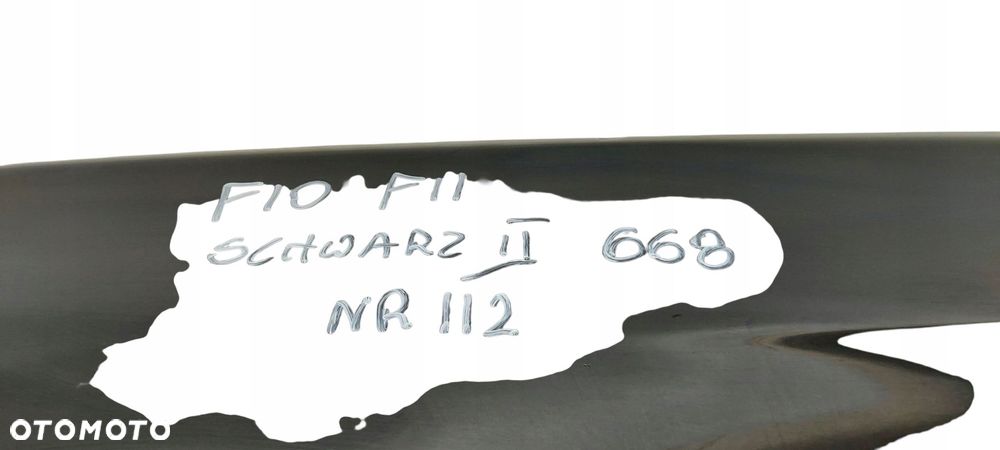 F10 F11
SCHWARZ II 668
NR 112
OTOMOTO